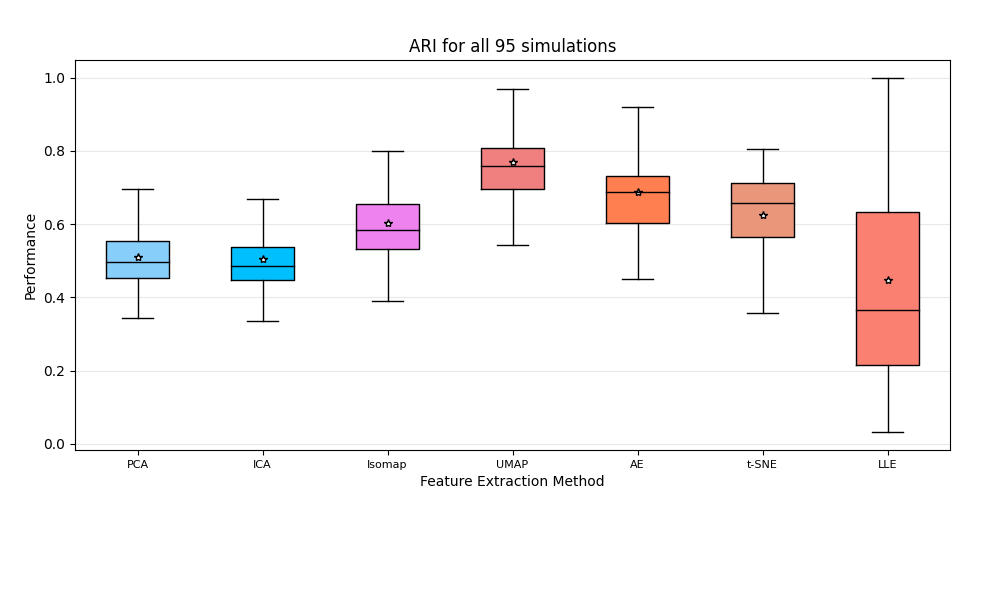 ARI for all 95 simulations
Performance
1.0
0.8
0.6
0.4
0.2
0.0
PCA ICA Isomap UMAP AE t-SNE LLE
Feature Extraction Method